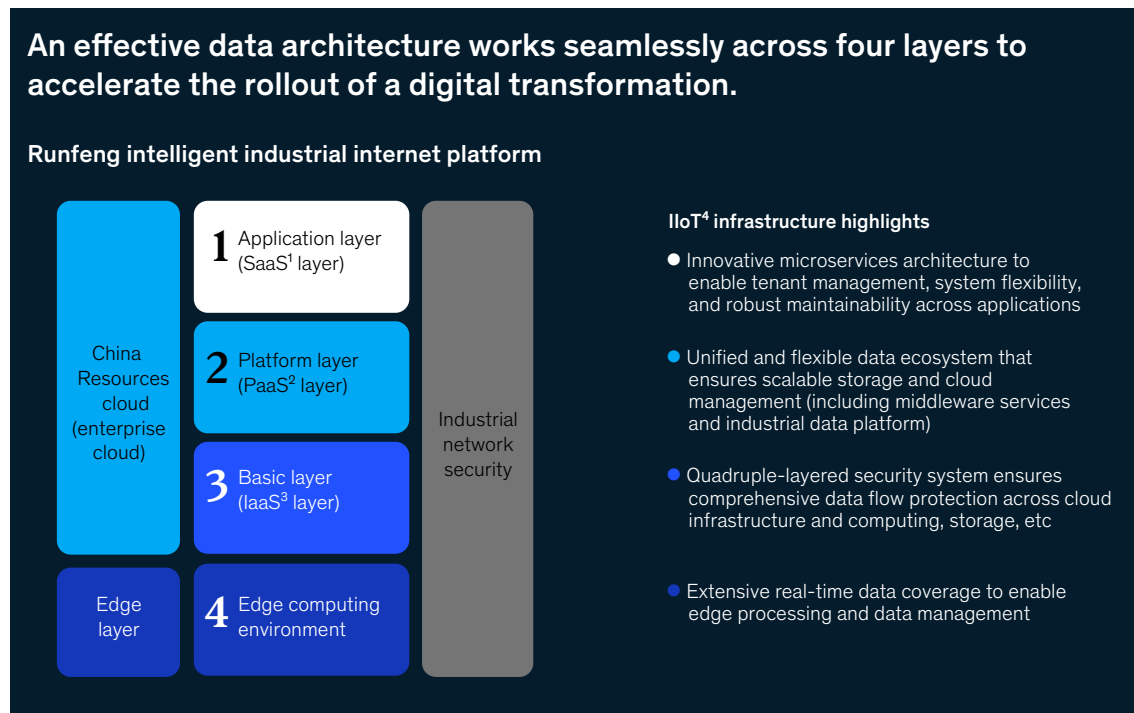 An effective data architecture works seamlessly across four layers to
accelerate the rollout of a digital transformation.
Runfeng intelligent industrial internet platform
China
Resources
cloud
(enterprise
cloud)
Edge
layer
1 Application layer
(SaaS¹ layer)
2 Platform layer
(PaaS² layer)
3 Basic layer
(IaaS³ layer)
4 Edge computing
environment
Industrial
network
security
IIoT⁴ infrastructure highlights
Innovative microservices architecture to
enable tenant management, system flexibility,
and robust maintainability across applications
Unified and flexible data ecosystem that
ensures scalable storage and cloud
management (including middleware services
and industrial data platform)
Quadruple-layered security system ensures
comprehensive data flow protection across cloud
infrastructure and computing, storage, etc
Extensive real-time data coverage to enable
edge processing and data management